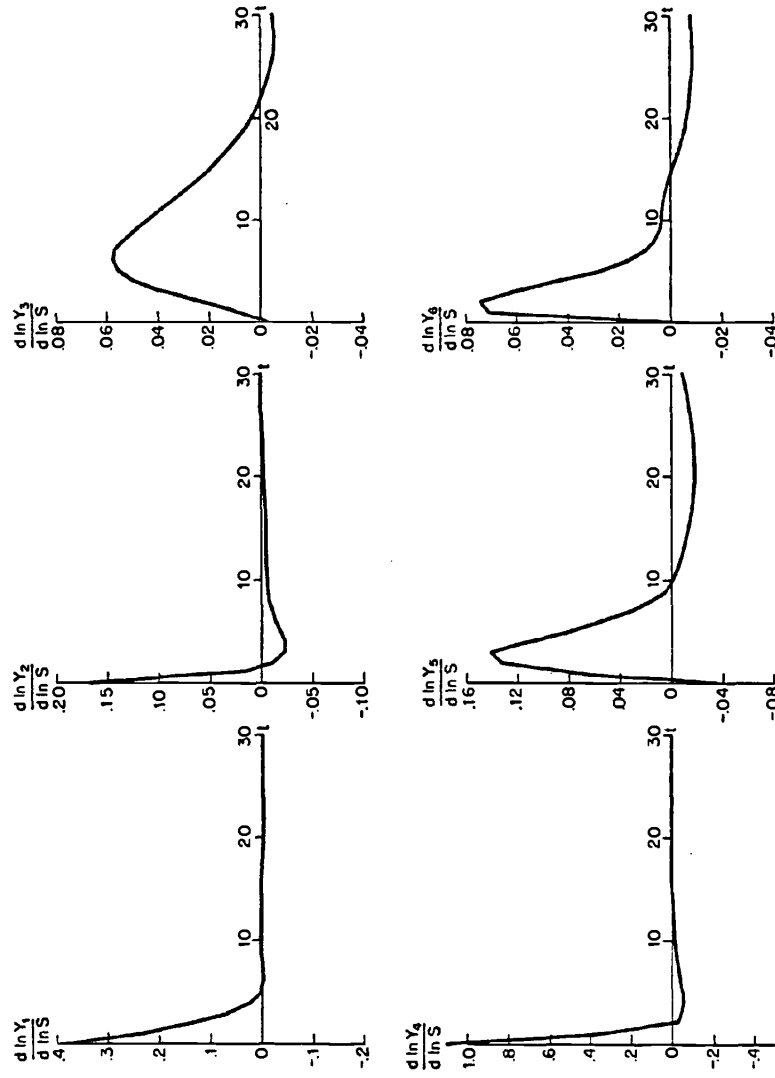 d ln Y₁
d ln S
.4
.3
.2
.1
0
-.1
-.2
10 20 30 t
d ln Y₂
d ln S
.20
.15
.10
.05
0
-.05
-.10
10 20 30 t
d ln Y₃
d ln S
.08
.06
.04
.02
0
-.02
-.04
10 20 30 t
d ln Y₄
d ln S
1.0
.8
.6
.4
.2
0
-.2
-.4
10 20 30 t
d ln Y₅
d ln S
.16
.12
.08
.04
0
-.04
-.08
10 20 30 t
d ln Y₆
d ln S
.08
.06
.04
.02
0
-.02
-.04
10 20 30 t